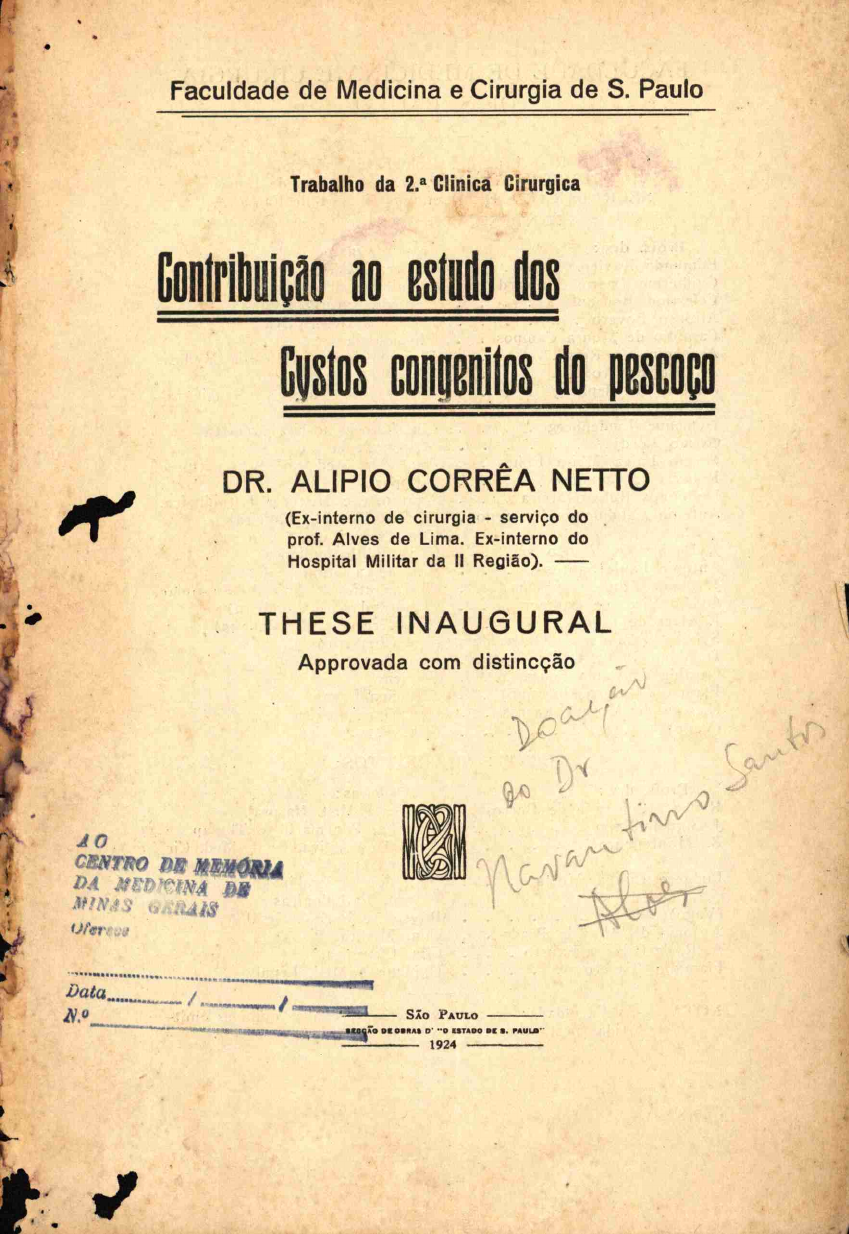 Faculdade de Medicina e Cirurgia de S. Paulo
Trabalho da 2.ª Clinica Cirurgica
Contribuição ao estudo dos
Cystos congenitos do pescoço
DR. ALIPIO CORRÊA NETTO
(Ex-interno de cirurgia - serviço do
prof. Alves de Lima. Ex-interno do
Hospital Militar da II Região). —
THESE INAUGURAL
Approvada com distincção
Doação
do Dr
Santos
AO
CENTRO DE MEMÓRIA
DA MEDICINA DE
MINAS GERAIS
Oferece
Data / /
N.º
São Paulo
SECÇÃO DE OBRAS D' "O ESTADO DE S. PAULO"
1924